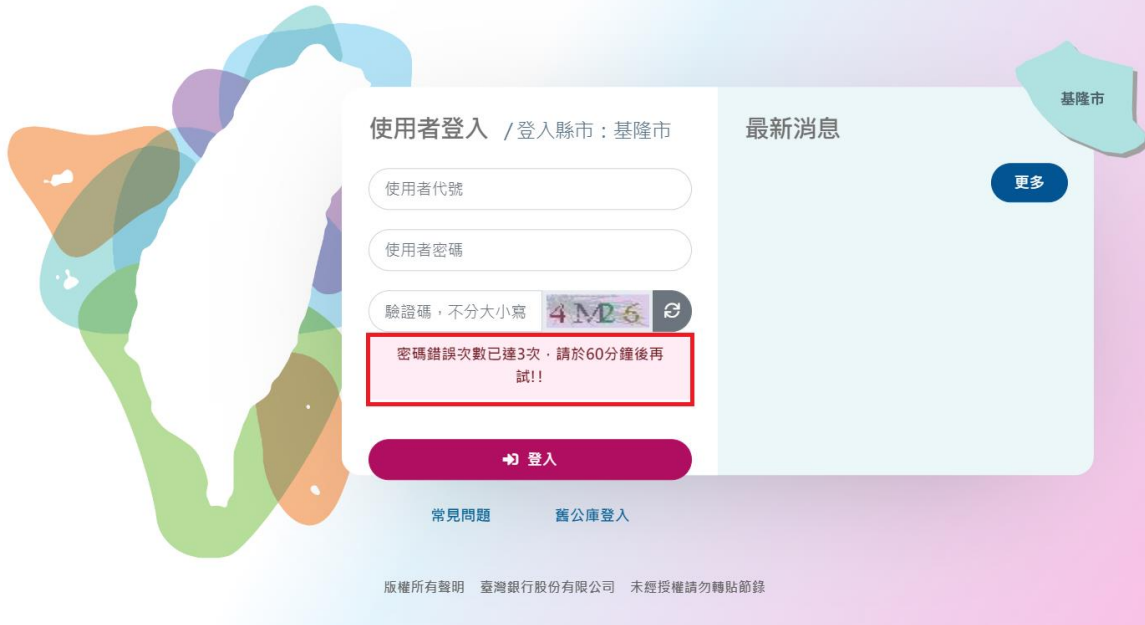 基隆市
使用者登入 /登入縣市：基隆市
最新消息
更多
使用者代號
使用者密碼
驗證碼，不分大小寫 4M26
密碼錯誤次數已達3次，請於60分鐘後再
試!!
登入
常見問題 舊公庫登入
版權所有聲明 臺灣銀行股份有限公司 未經授權請勿轉貼節錄